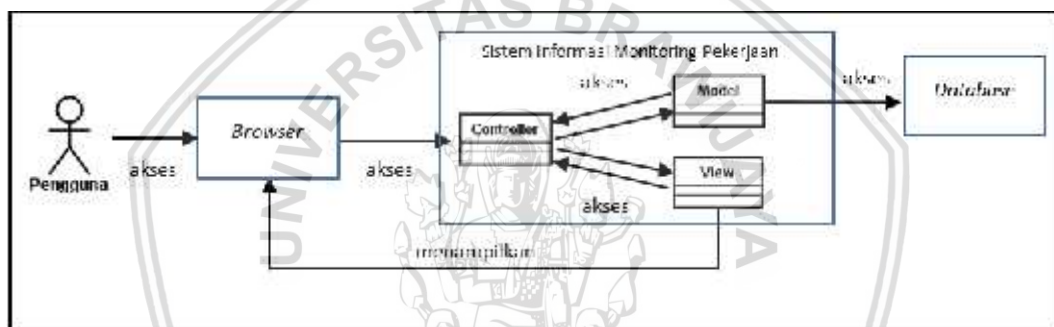 UNIVERSITAS BRAWIJAYA
Sistem Informasi Monitoring Pekerjaan
akses
Model
akses
Database
Browser
Controller
akses
akses
View
Pengguna
akses
menampilkan